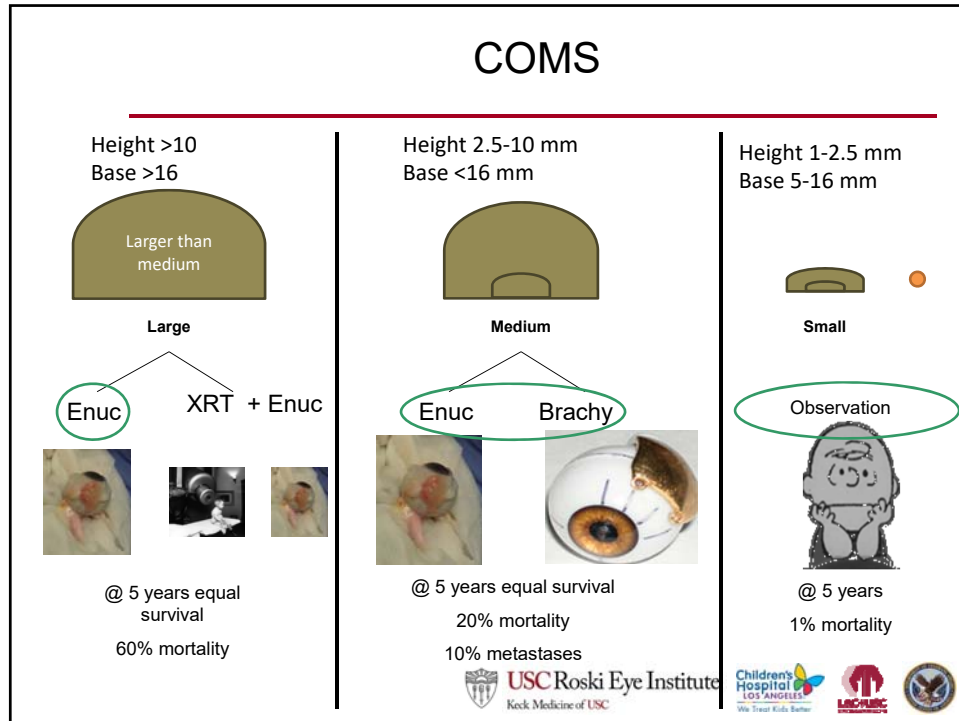 COMS
Height >10
Base >16
Larger than
medium
Large
Enuc
XRT + Enuc
@ 5 years equal
survival
60% mortality
Height 2.5-10 mm
Base <16 mm
Medium
Enuc
Brachy
@ 5 years equal survival
20% mortality
10% metastases
Height 1-2.5 mm
Base 5-16 mm
Small
Observation
@ 5 years
1% mortality
USC Roski Eye Institute
Keck Medicine of USC
Children's
Hospital
LOS ANGELES
We Treat Kids Better
LAC+USC